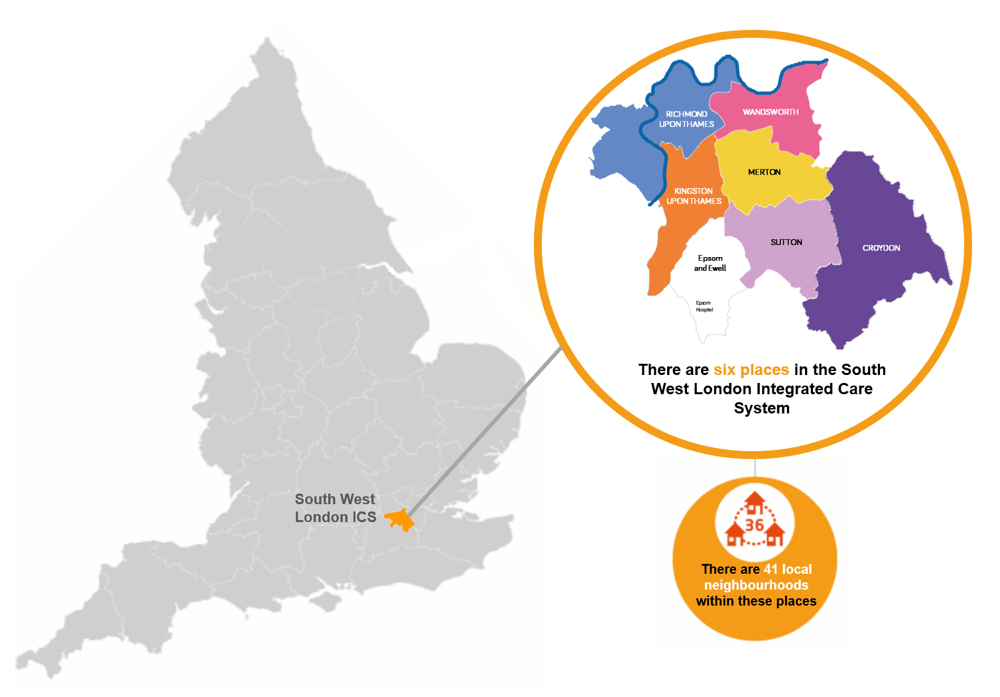 RICHMOND
UPON THAMES
WANDSWORTH
MERTON
KINGSTON
UPON THAMES
SUTTON
CROYDON
Epsom
and Ewell
Epsom
Hospital
There are six places in the South
West London Integrated Care
System
South West
London ICS
36
There are 41 local
neighbourhoods
within these places